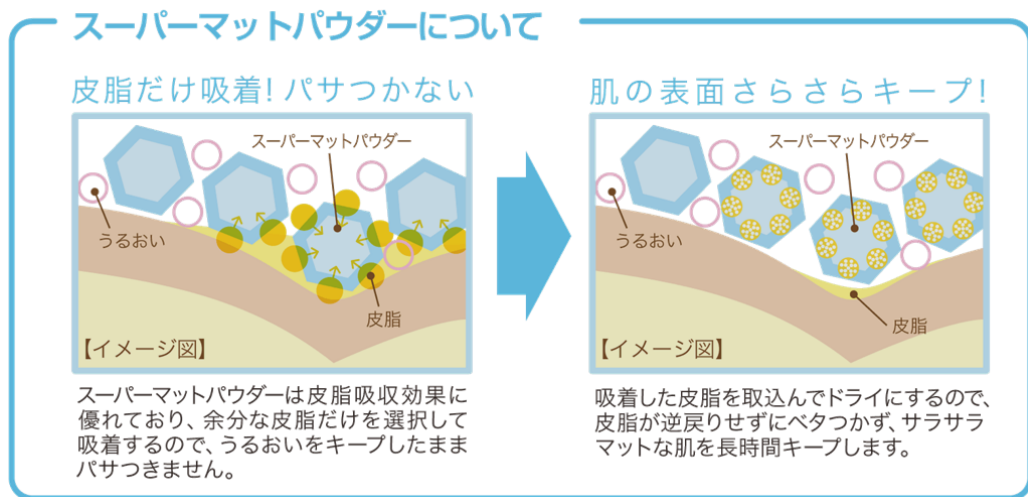 スーパーマットパウダーについて
皮脂だけ吸着!パサつかない
スーパーマットパウダー
うるおい
皮脂
【イメージ図】
スーパーマットパウダーは皮脂吸収効果に
優れており、余分な皮脂だけを選択して
吸着するので、うるおいをキープしたまま
パサつきません。
肌の表面さらさらキープ!
スーパーマットパウダー
うるおい
皮脂
【イメージ図】
吸着した皮脂を取込んでドライにするので、
皮脂が逆戻りせずにベタつかず、サラサラ
マットな肌を長時間キープします。